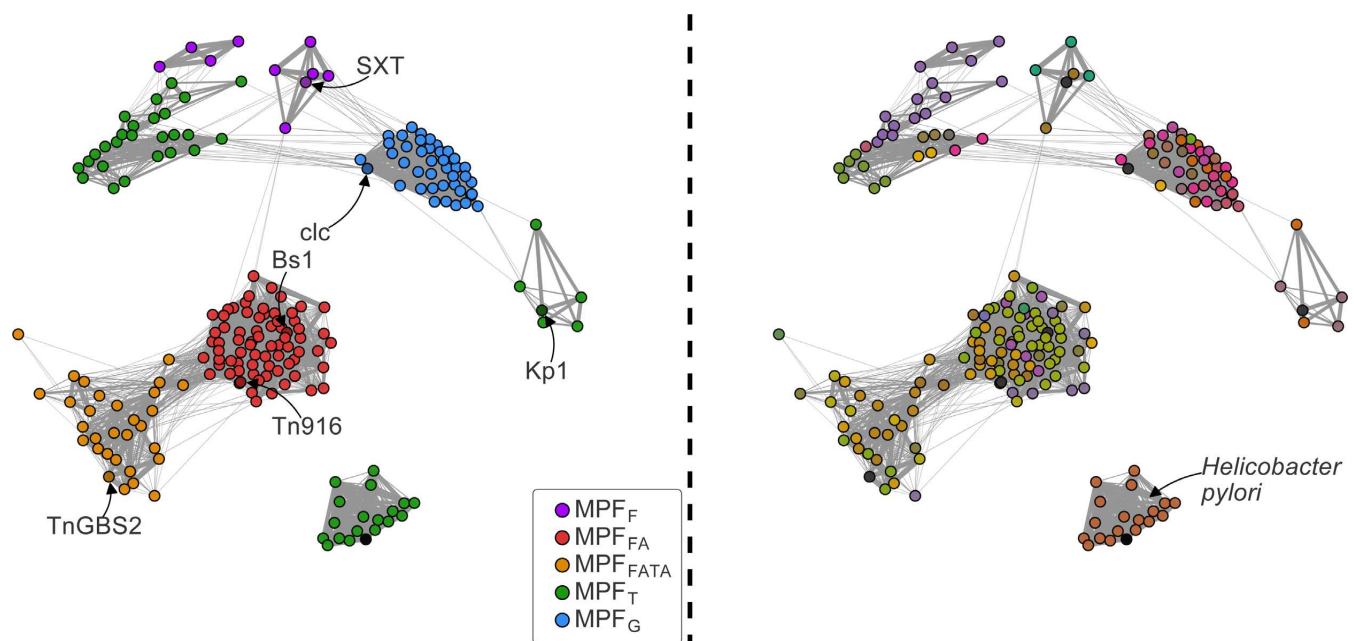 SXT
clc
Bs1
Kp1
Tn916
TnGBS2
MPF_F
MPF_FA
MPF_FATA
MPF_T
MPF_G
Helicobacter
pylori